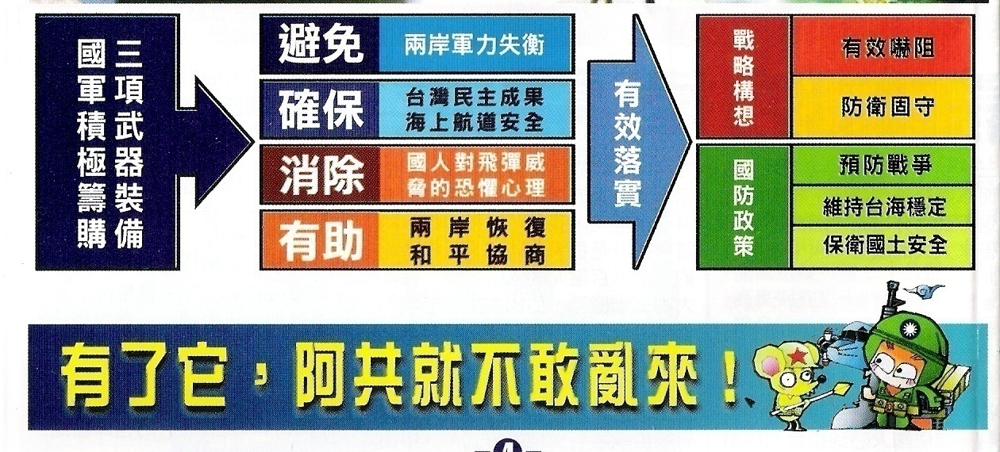 三項武器裝備
國軍積極籌購
避免
兩岸軍力失衡
確保
台灣民主成果
海上航道安全
消除
國人對飛彈威
脅的恐懼心理
有助
兩岸恢復
和平協商
有效落實
戰略構想
有效嚇阻
防衛固守
國防政策
預防戰爭
維持台海穩定
保衛國土安全
有了它，阿共就不敢亂來！